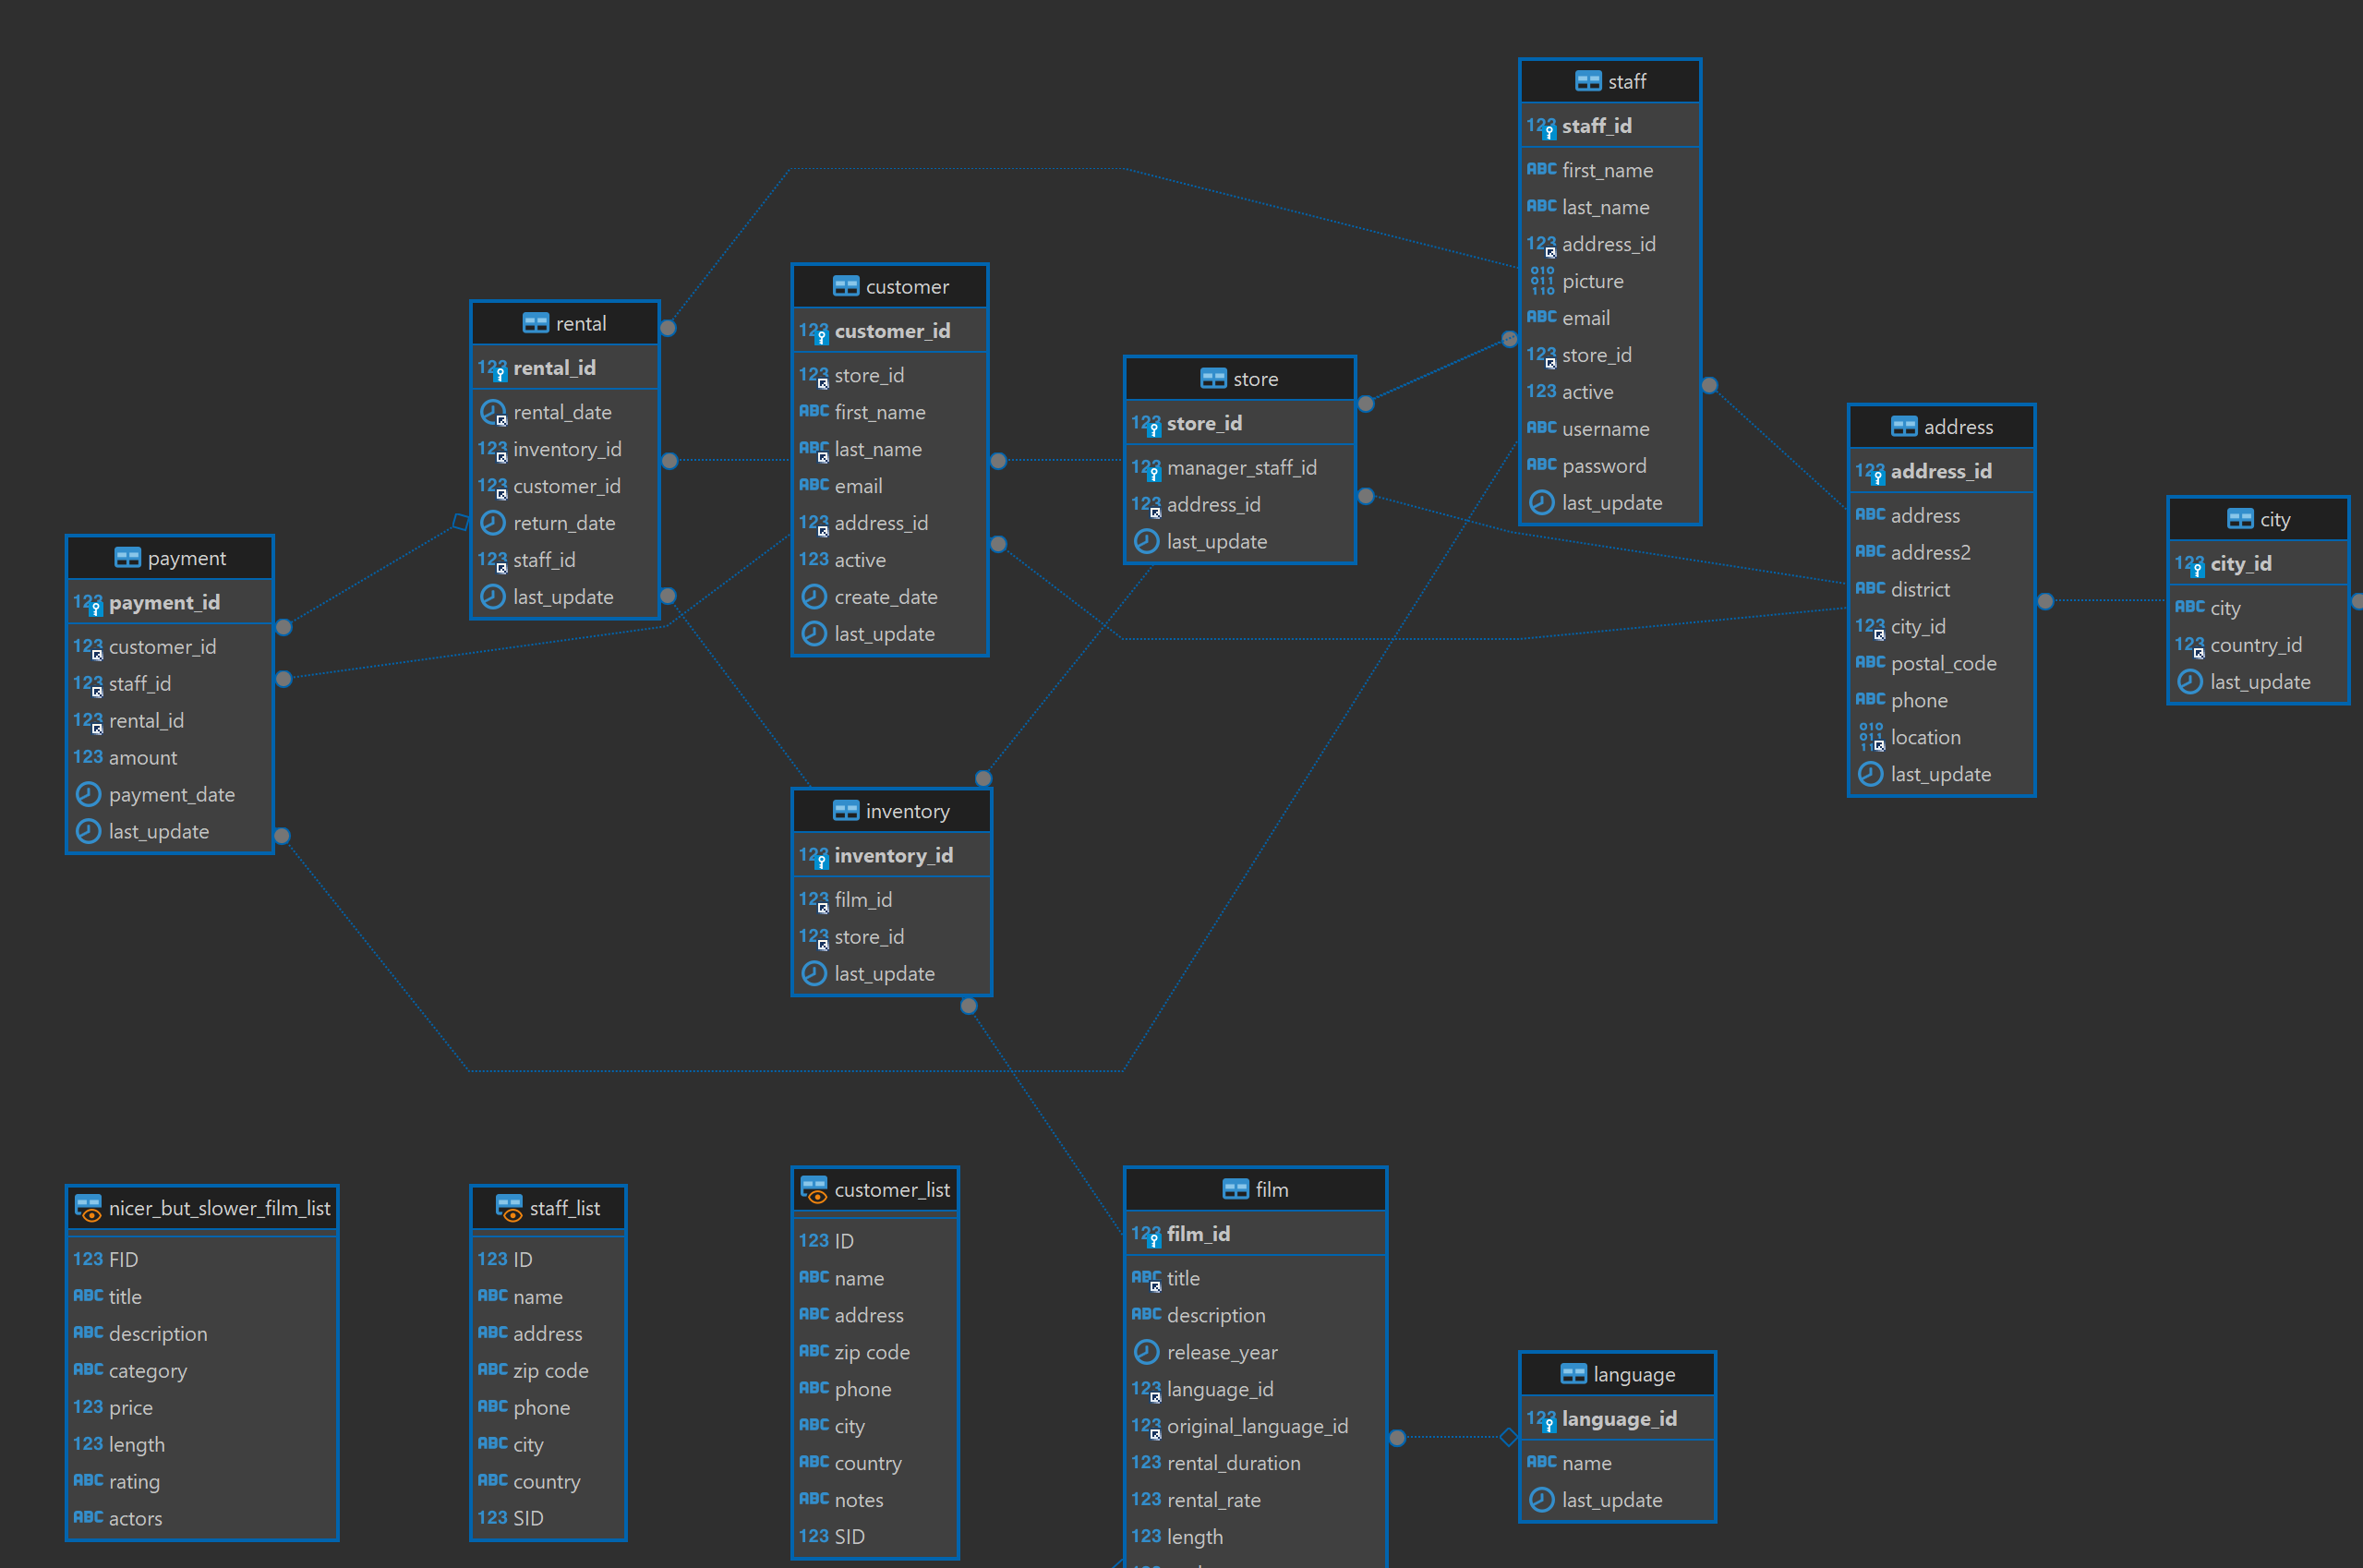 staff
123 staff_id
ABC first_name
ABC last_name
123 address_id
010 011 110 picture
ABC email
123 store_id
123 active
ABC username
ABC password
last_update
customer
123 customer_id
123 store_id
ABC first_name
ABC last_name
ABC email
123 address_id
123 active
create_date
last_update
rental
123 rental_id
rental_date
123 inventory_id
123 customer_id
return_date
123 staff_id
last_update
store
123 store_id
123 manager_staff_id
123 address_id
last_update
address
123 address_id
ABC address
ABC address2
ABC district
123 city_id
ABC postal_code
ABC phone
010 011 11 location
last_update
city
123 city_id
ABC city
123 country_id
last_update
payment
123 payment_id
123 customer_id
123 staff_id
123 rental_id
123 amount
payment_date
last_update
inventory
123 inventory_id
123 film_id
123 store_id
last_update
nicer_but_slower_film_list
123 FID
ABC title
ABC description
ABC category
123 price
123 length
ABC rating
ABC actors
staff_list
123 ID
ABC name
ABC address
ABC zip code
ABC phone
ABC city
ABC country
123 SID
customer_list
123 ID
ABC name
ABC address
ABC zip code
ABC phone
ABC city
ABC country
ABC notes
123 SID
film
123 film_id
ABC title
ABC description
release_year
123 language_id
123 original_language_id
123 rental_duration
123 rental_rate
123 length
language
123 language_id
ABC name
last_update